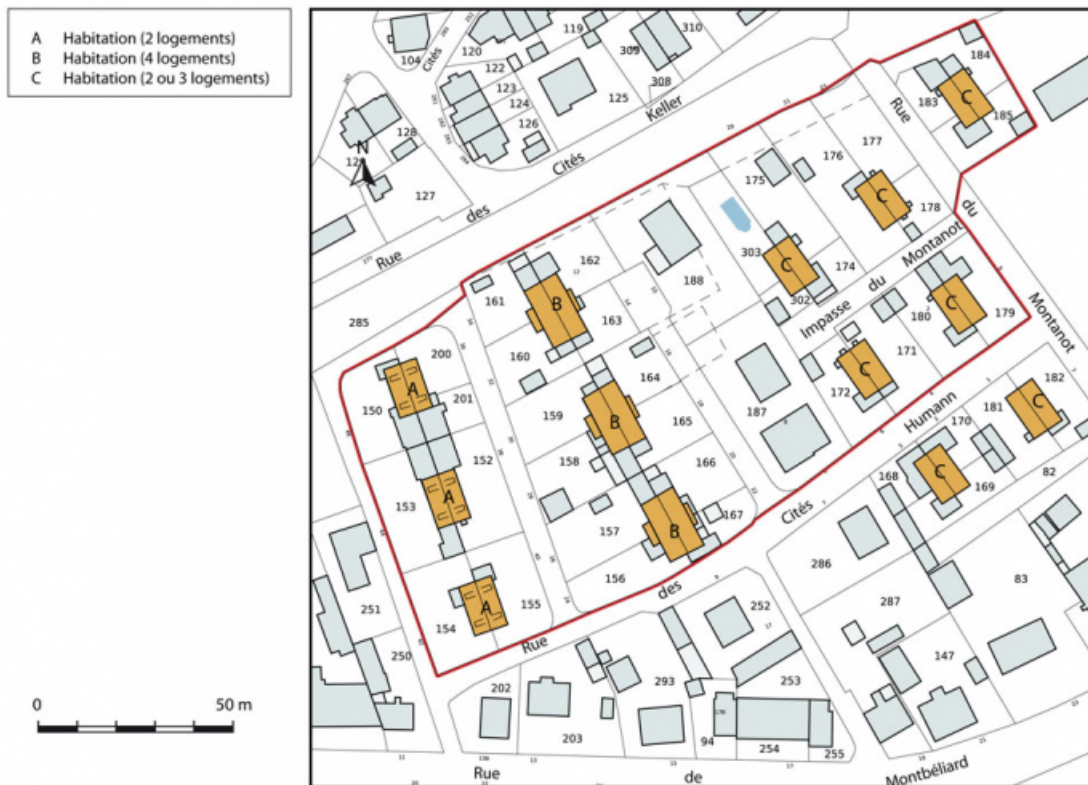 A Habitation (2 logements)
B Habitation (4 logements)
C Habitation (2 ou 3 logements)
N
0 50 m
Rue des Cités Keller
Cités
Rue du Montanot
Impasse du Montanot
Rue des Cités Humann
Rue de Montbéliard
104
120
119
309
310
308
122
123
124
126
125
128
127
285
184
183
185
177
176
175
178
174
303
302
188
162
161
163
160
164
159
165
158
166
157
167
156
200
201
150
152
153
154
155
180
179
171
172
187
182
181
170
169
168
82
83
286
287
147
251
250
202
203
293
252
253
94
254
255
A
A
A
B
B
B
C
C
C
C
C
C
C